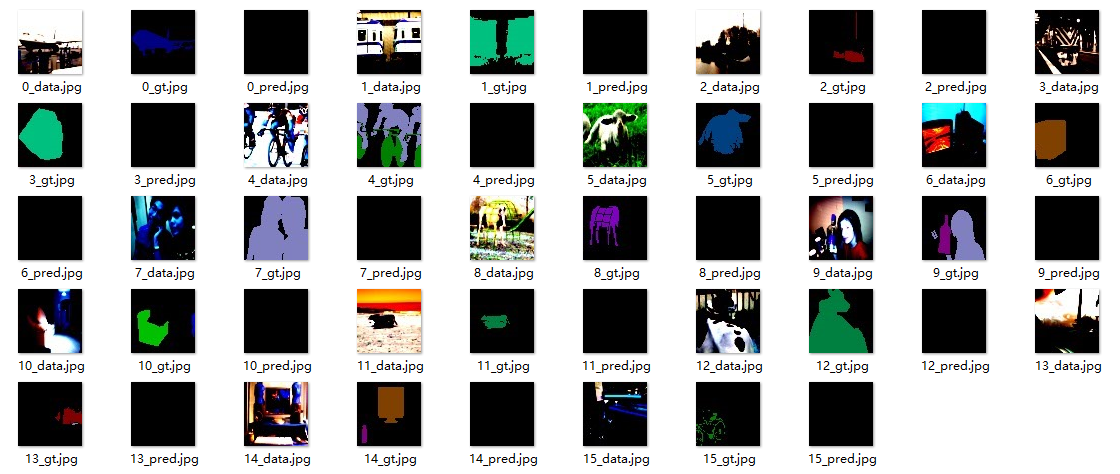 0_data.jpg 0_gt.jpg 0_pred.jpg 1_data.jpg 1_gt.jpg 1_pred.jpg 2_data.jpg 2_gt.jpg 2_pred.jpg 3_data.jpg
3_gt.jpg 3_pred.jpg 4_data.jpg 4_gt.jpg 4_pred.jpg 5_data.jpg 5_gt.jpg 5_pred.jpg 6_data.jpg 6_gt.jpg
6_pred.jpg 7_data.jpg 7_gt.jpg 7_pred.jpg 8_data.jpg 8_gt.jpg 8_pred.jpg 9_data.jpg 9_gt.jpg 9_pred.jpg
10_data.jpg 10_gt.jpg 10_pred.jpg 11_data.jpg 11_gt.jpg 11_pred.jpg 12_data.jpg 12_gt.jpg 12_pred.jpg 13_data.jpg
13_gt.jpg 13_pred.jpg 14_data.jpg 14_gt.jpg 14_pred.jpg 15_data.jpg 15_gt.jpg 15_pred.jpg